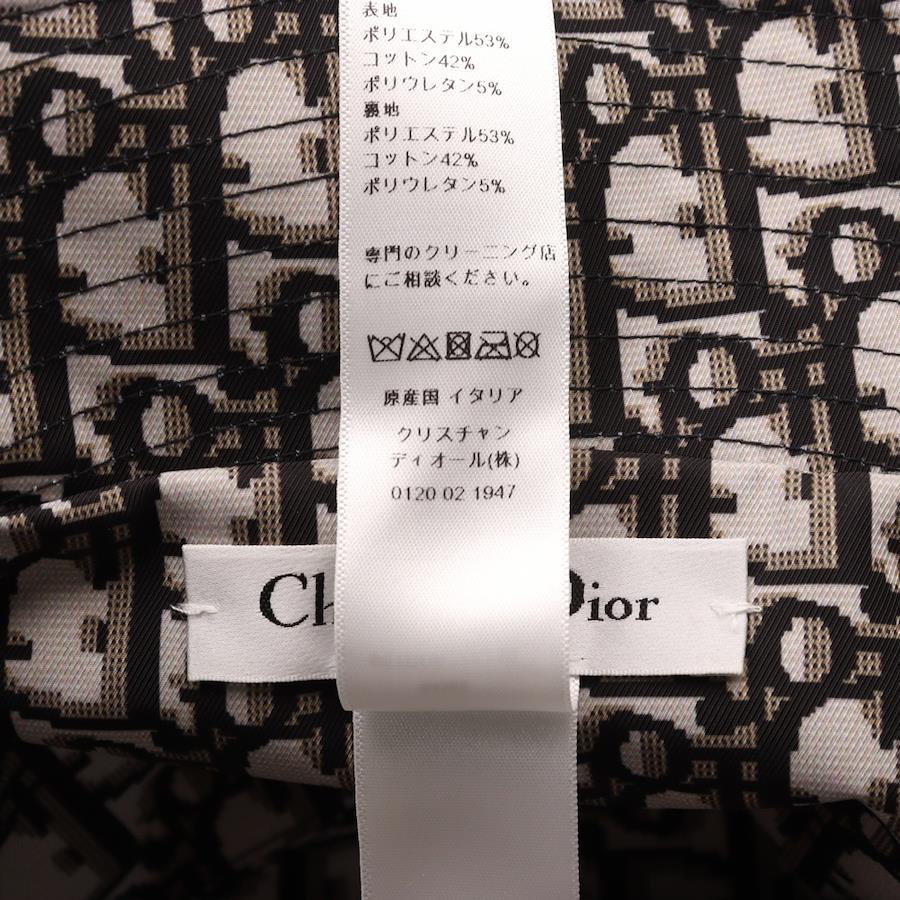 表地
ポリエステル53%
コットン42%
ポリウレタン5%
裏地
ポリエステル53%
コットン42%
ポリウレタン5%
専門のクリーニング店
にご相談ください。
原産国 イタリア
クリスチャン
ディオール(株)
0120 02 1947
Ch Dior